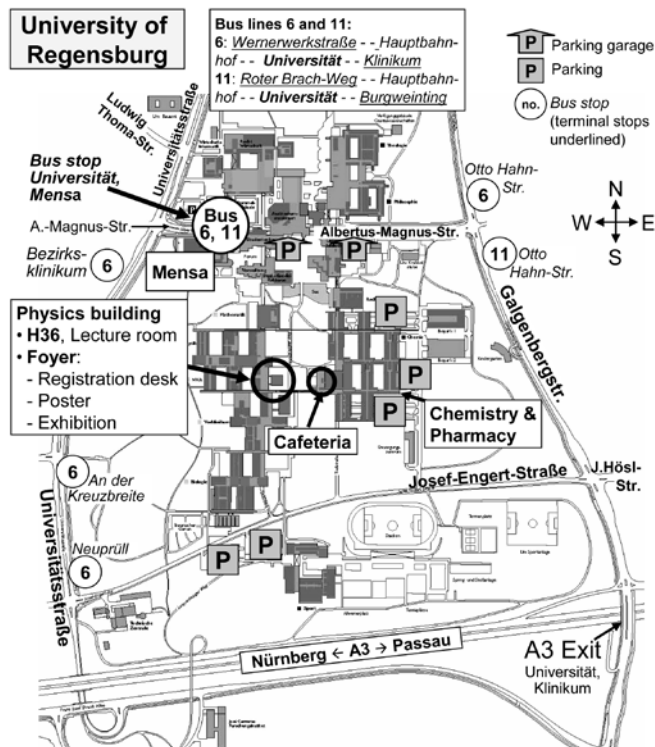 University of
Regensburg
Bus lines 6 and 11:
6: Wernerwerkstraße - - Hauptbahn-
hof - - Universität - - Klinikum
11: Roter Brach-Weg - - Hauptbahn-
hof - - Universität - - Burgweinting
P Parking garage
P Parking
no. Bus stop
(terminal stops
underlined)
N
W E
S
Ludwig
Thoma-Str.
Universitätsstraße
Bus stop
Universität,
Mensa
A.-Magnus-Str.
Bus
6, 11
Albertus-Magnus-Str.
Otto Hahn-
Str.
6
11
Otto
Hahn-Str.
Bezirks-
klinikum
6
Mensa
P
P
Galgenbergstr.
Physics building
• H36, Lecture room
• Foyer:
- Registration desk
- Poster
- Exhibition
P
P
P
Cafeteria
Chemistry &
Pharmacy
6
An der
Kreuzbreite
Josef-Engert-Straße
J.Hösl-
Str.
Universitätsstraße
Neuprüll
6
P
P
Stadion
Sport
Nürnberg ← A3 → Passau
A3 Exit
Universität,
Klinikum